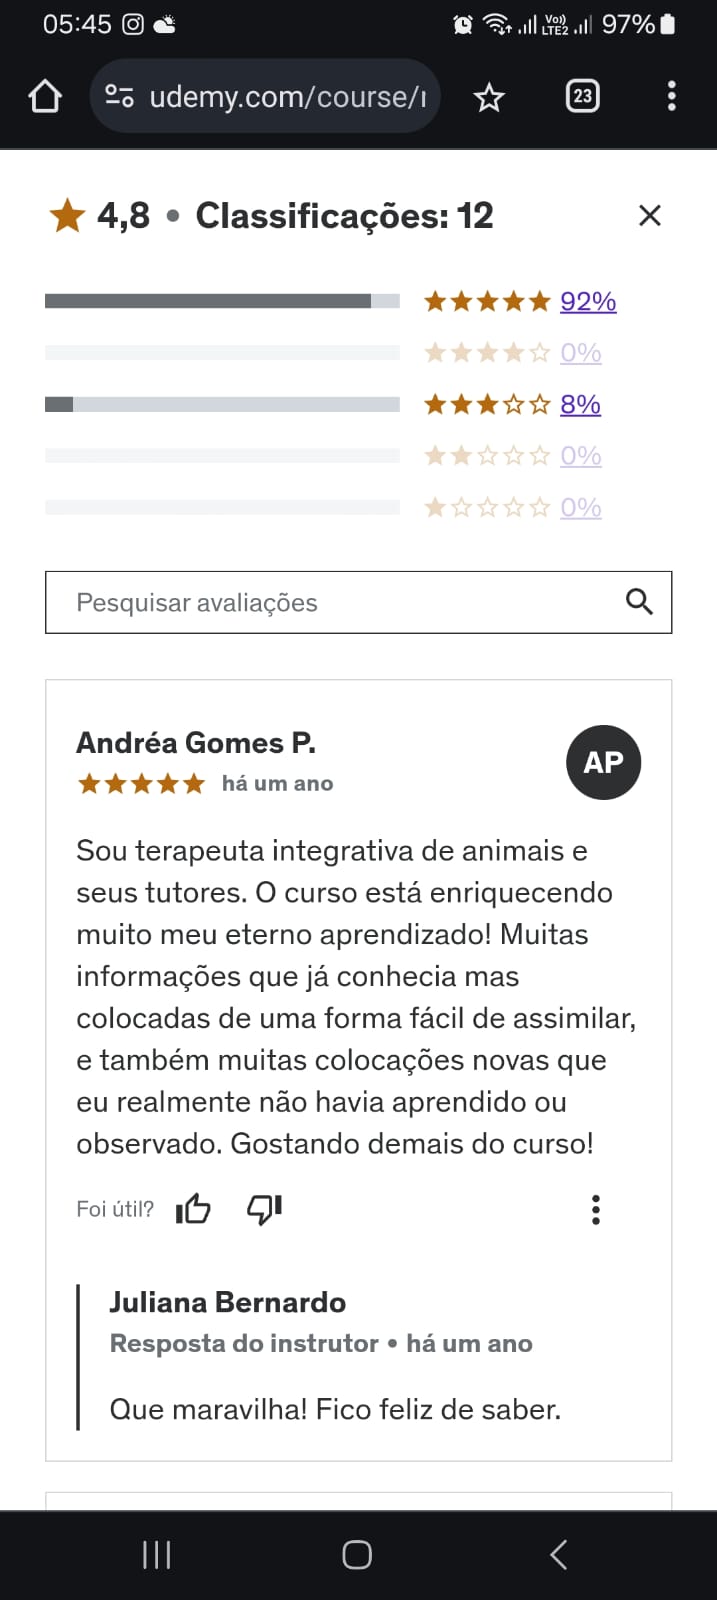 05:45
Vo))
LTE2
97%
udemy.com/course/
23
4,8 • Classificações: 12
92%
0%
8%
0%
0%
Pesquisar avaliações
Andréa Gomes P.
AP
há um ano
Sou terapeuta integrativa de animais e
seus tutores. O curso está enriquecendo
muito meu eterno aprendizado! Muitas
informações que já conhecia mas
colocadas de uma forma fácil de assimilar,
e também muitas colocações novas que
eu realmente não havia aprendido ou
observado. Gostando demais do curso!
Foi útil?
Juliana Bernardo
Resposta do instrutor • há um ano
Que maravilha! Fico feliz de saber.